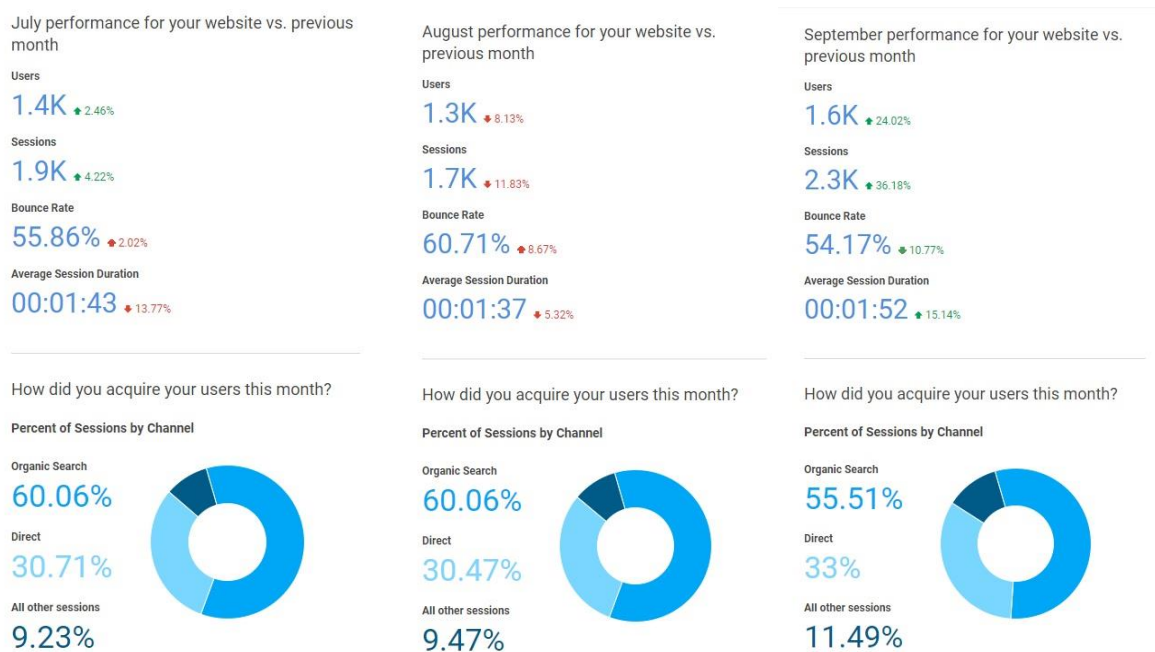 July performance for your website vs. previous
month
Users
1.4K 2.46%
Sessions
1.9K 4.22%
Bounce Rate
55.86% 2.02%
Average Session Duration
00:01:43 13.77%
How did you acquire your users this month?
Percent of Sessions by Channel
Organic Search
60.06%
Direct
30.71%
All other sessions
9.23%
August performance for your website vs.
previous month
Users
1.3K 8.13%
Sessions
1.7K 11.83%
Bounce Rate
60.71% 8.67%
Average Session Duration
00:01:37 5.32%
How did you acquire your users this month?
Percent of Sessions by Channel
Organic Search
60.06%
Direct
30.47%
All other sessions
9.47%
September performance for your website vs.
previous month
Users
1.6K 24.02%
Sessions
2.3K 36.18%
Bounce Rate
54.17% 10.77%
Average Session Duration
00:01:52 15.14%
How did you acquire your users this month?
Percent of Sessions by Channel
Organic Search
55.51%
Direct
33%
All other sessions
11.49%